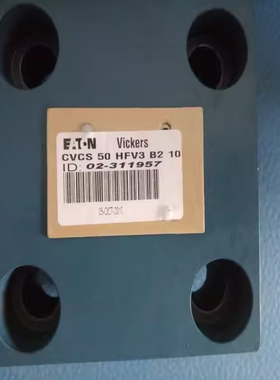 EATON Vickers
CVCS 50 HFV3 B2 10
ID: 02-311957